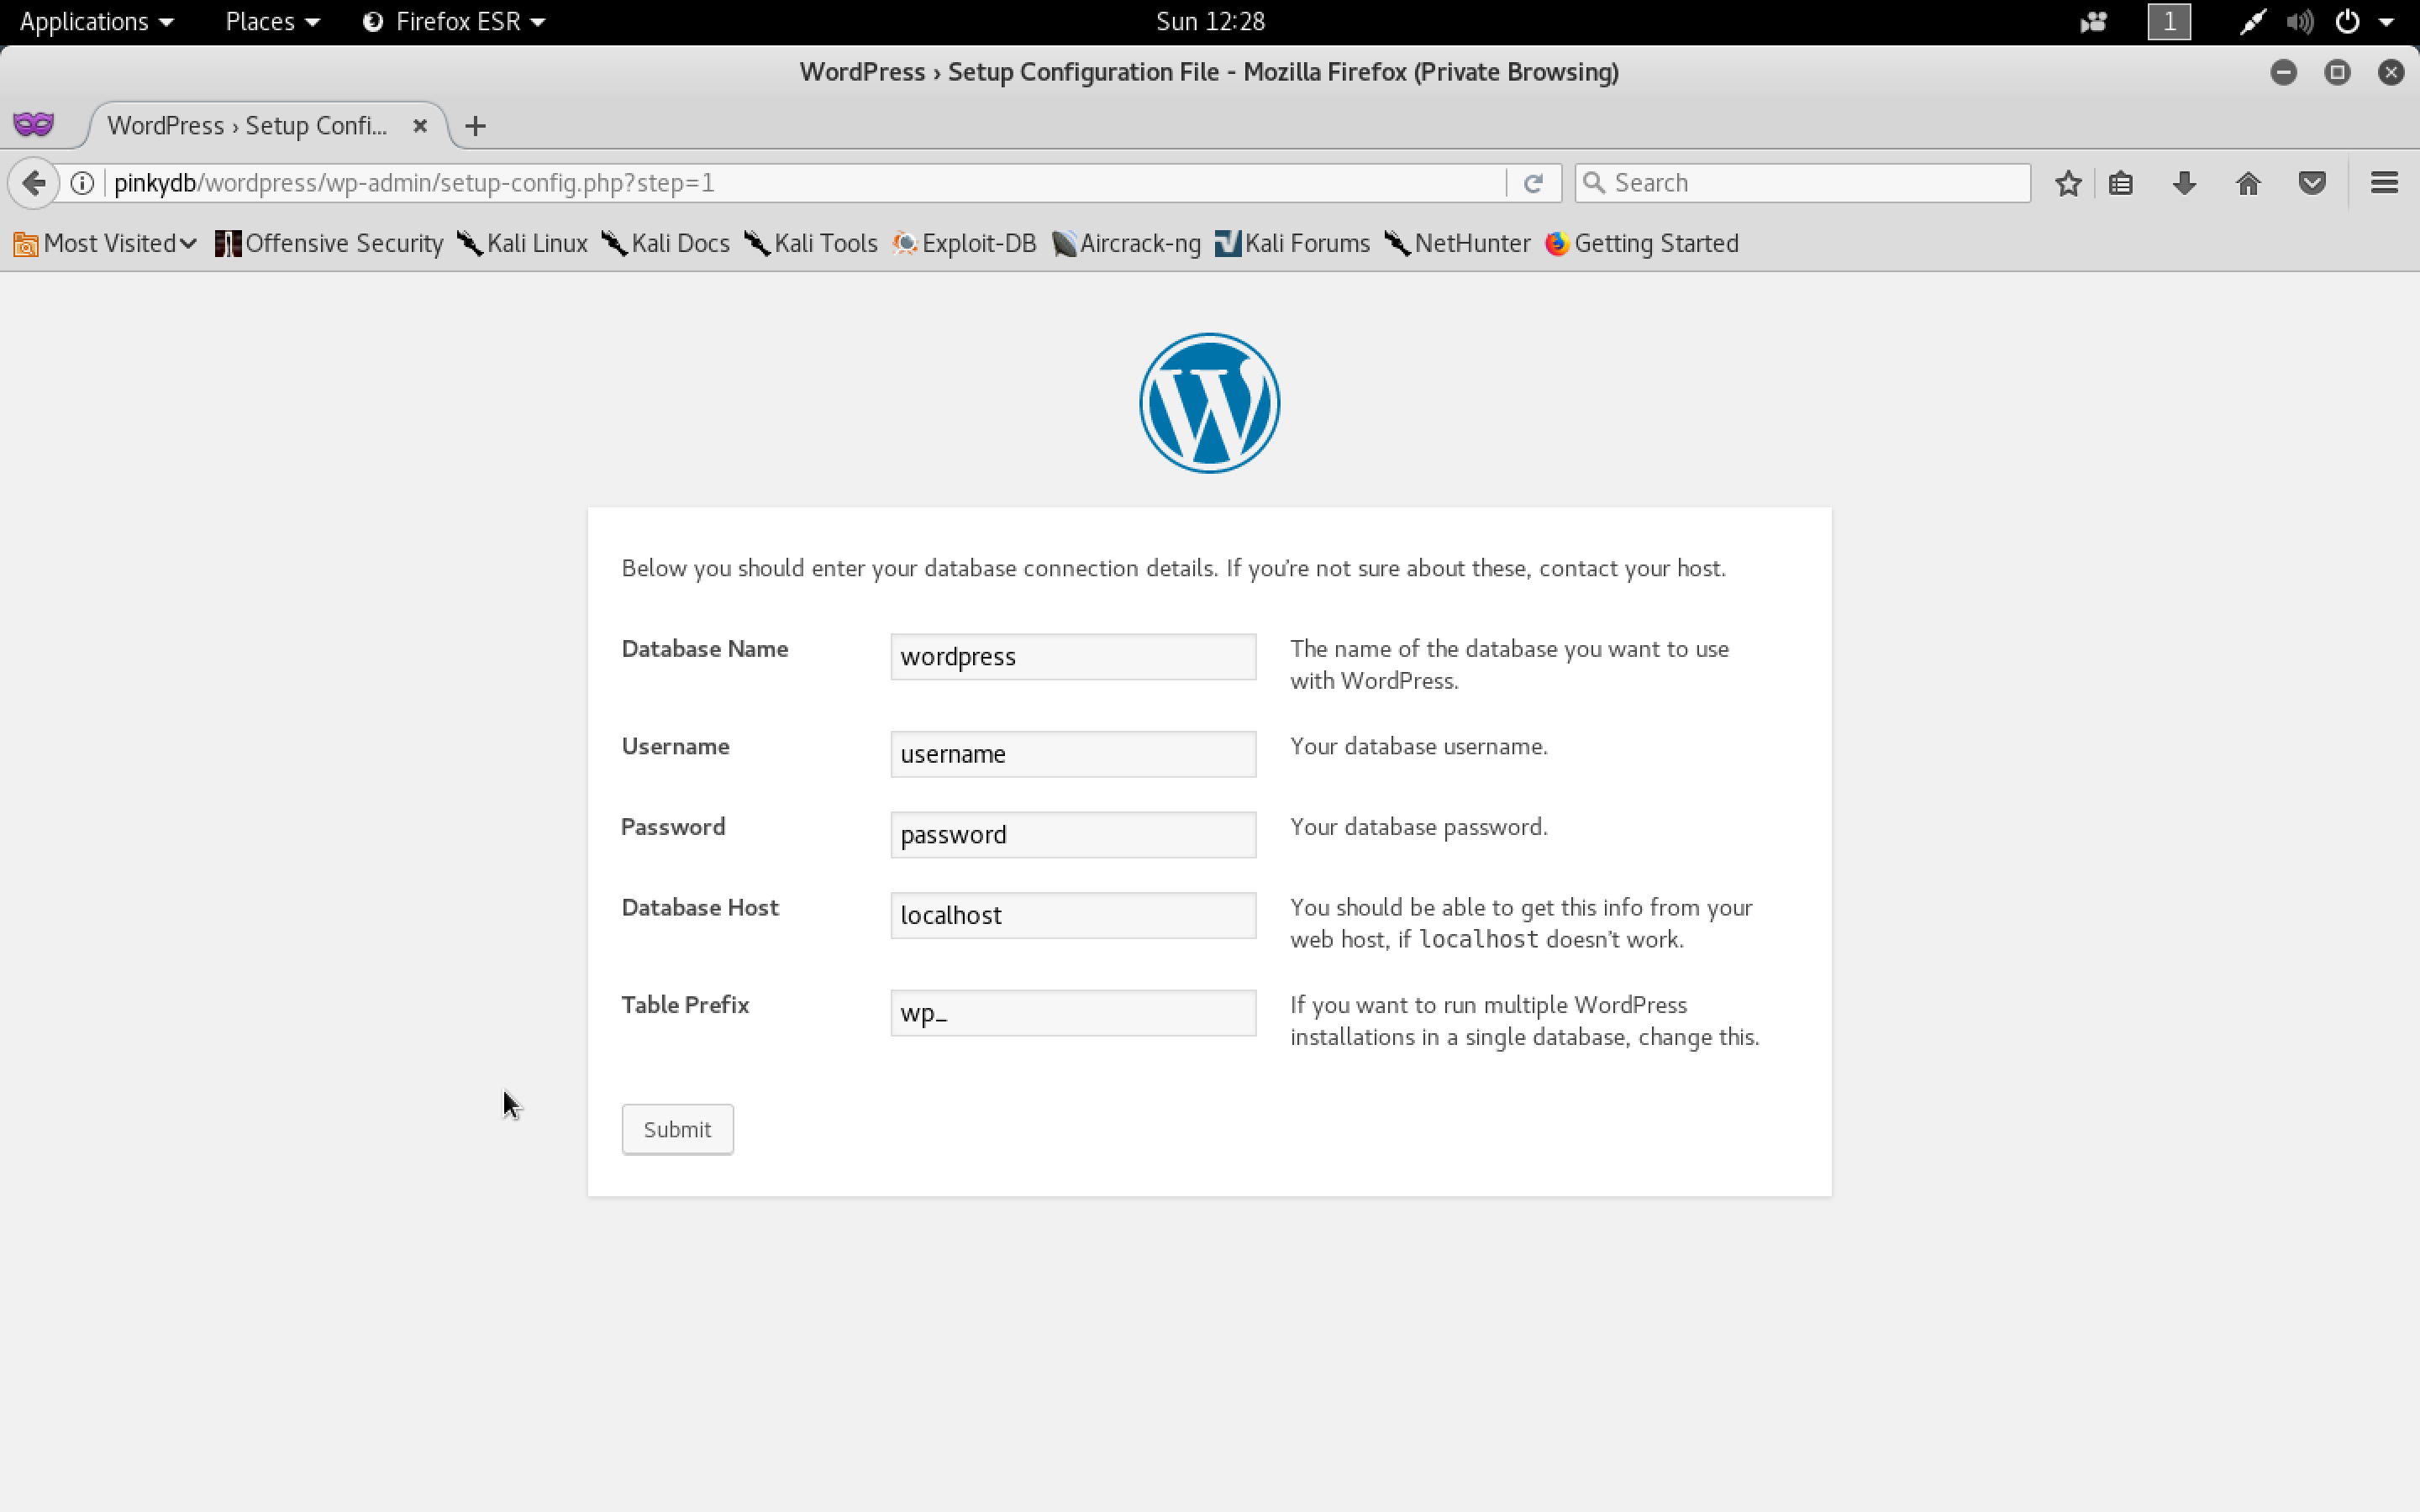 Applications Places Firefox ESR Sun 12:28 1
WordPress › Setup Configuration File - Mozilla Firefox (Private Browsing)
WordPress › Setup Confi...
pinkydb/wordpress/wp-admin/setup-config.php?step=1 Search
Most Visited Offensive Security Kali Linux Kali Docs Kali Tools Exploit-DB Aircrack-ng Kali Forums NetHunter Getting Started
Below you should enter your database connection details. If you’re not sure about these, contact your host.
Database Name wordpress The name of the database you want to use
with WordPress.
Username username Your database username.
Password password Your database password.
Database Host localhost You should be able to get this info from your
web host, if localhost doesn’t work.
Table Prefix wp_ If you want to run multiple WordPress
installations in a single database, change this.
Submit